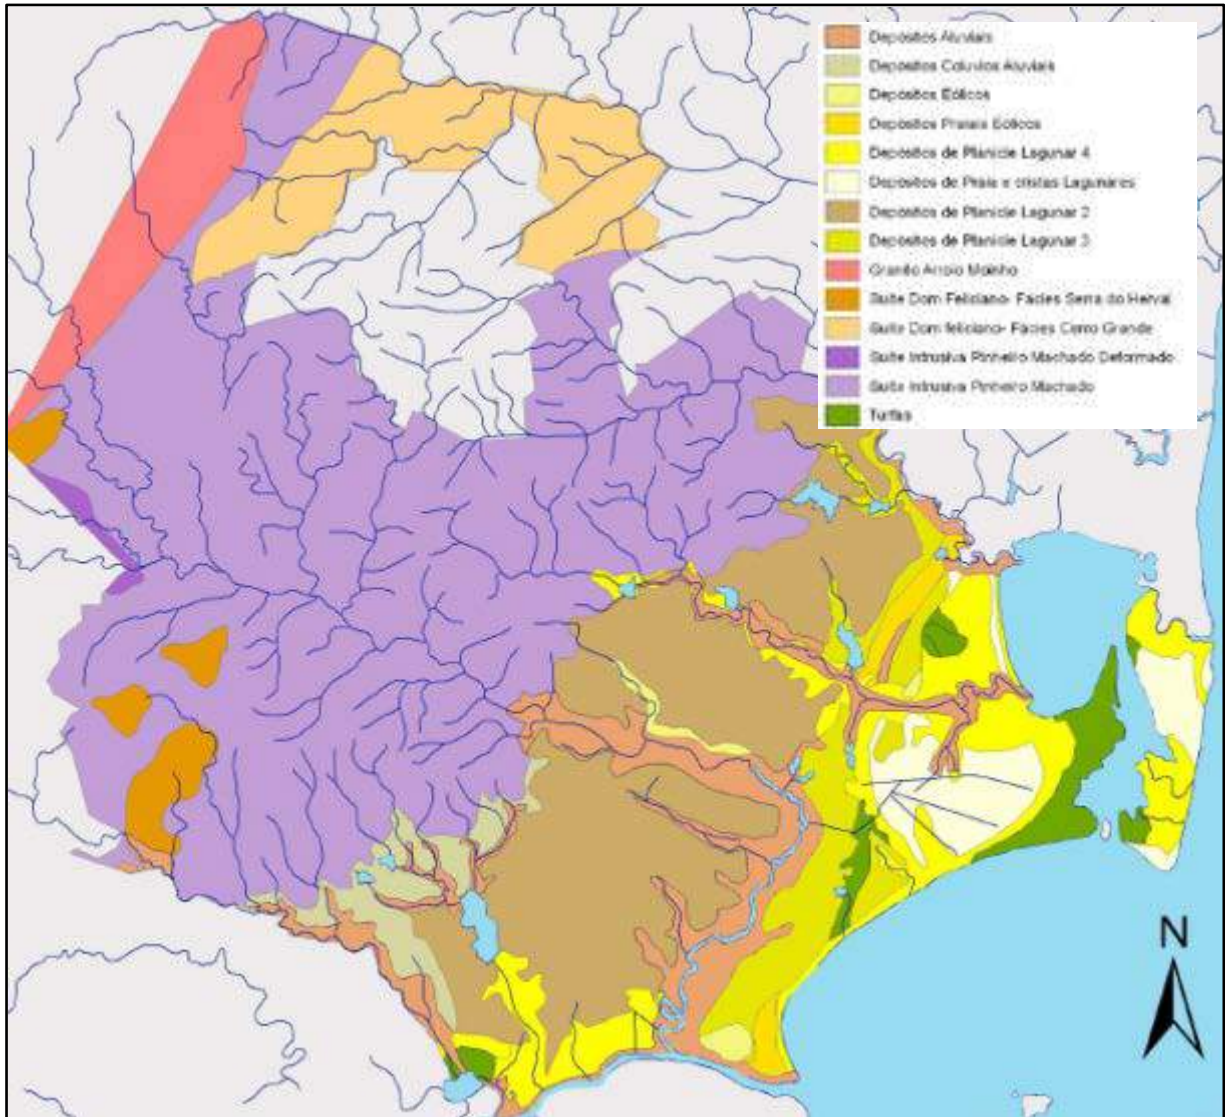 Depósitos Aluviais
Depósitos Colúvios Aluviais
Depósitos Eólicos
Depósitos Praiais Eólicos
Depósitos de Planície Lagunar 4
Depósitos de Praia e cristas Lagunares
Depósitos de Planície Lagunar 2
Depósitos de Planície Lagunar 3
Granito Arroio Moinho
Suíte Dom Feliciano- Fácies Serra do Herval
Suíte Dom feliciano- Fácies Cerro Grande
Suíte Intrusiva Pinheiro Machado Deformado
Suíte Intrusiva Pinheiro Machado
Turfas
N